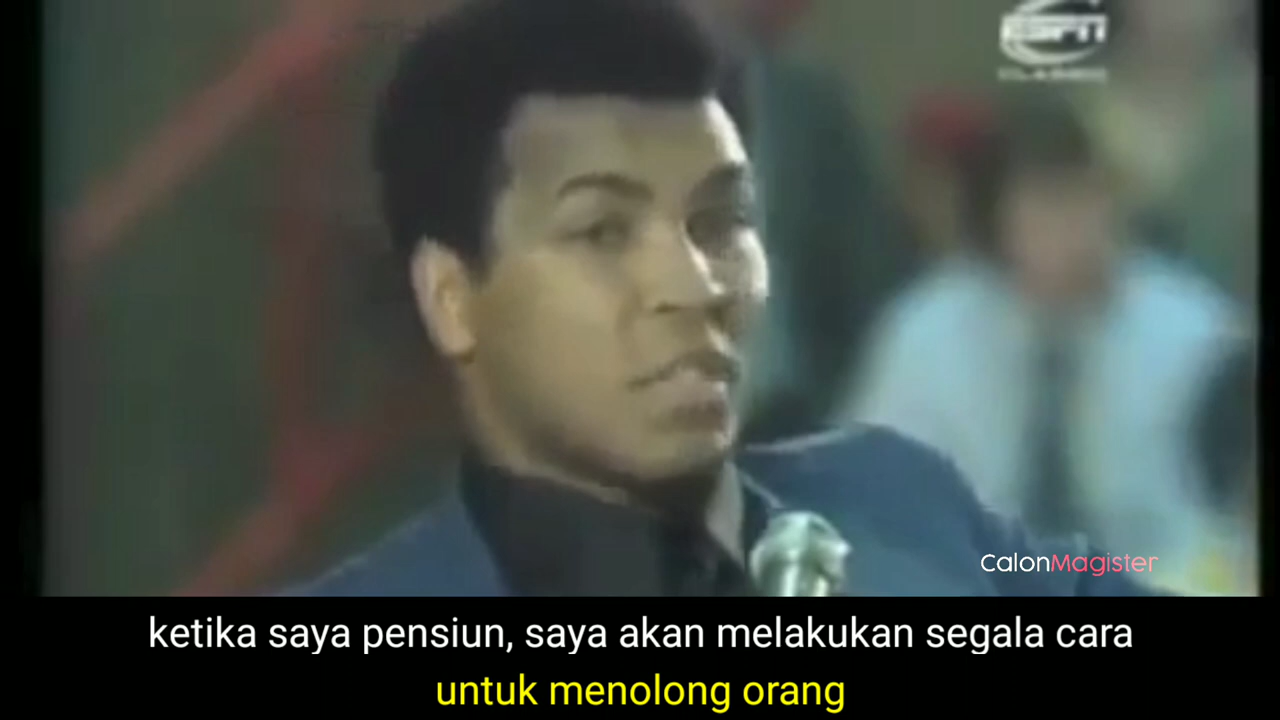 ESPN
CLASSIC
CalonMagister
ketika saya pensiun, saya akan melakukan segala cara
untuk menolong orang